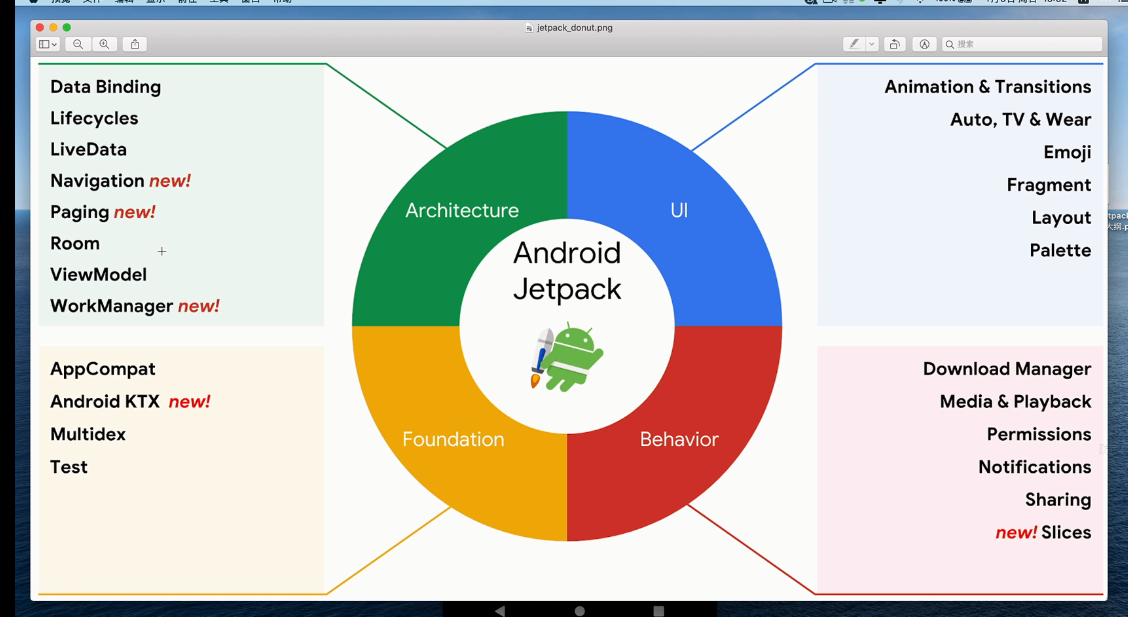 jetpack_donut.png
搜索
Data Binding
Lifecycles
LiveData
Navigation new!
Paging new!
Room
ViewModel
WorkManager new!
Animation & Transitions
Auto, TV & Wear
Emoji
Fragment
Layout
Palette
Architecture
UI
Android
Jetpack
Foundation
Behavior
AppCompat
Android KTX new!
Multidex
Test
Download Manager
Media & Playback
Permissions
Notifications
Sharing
new! Slices